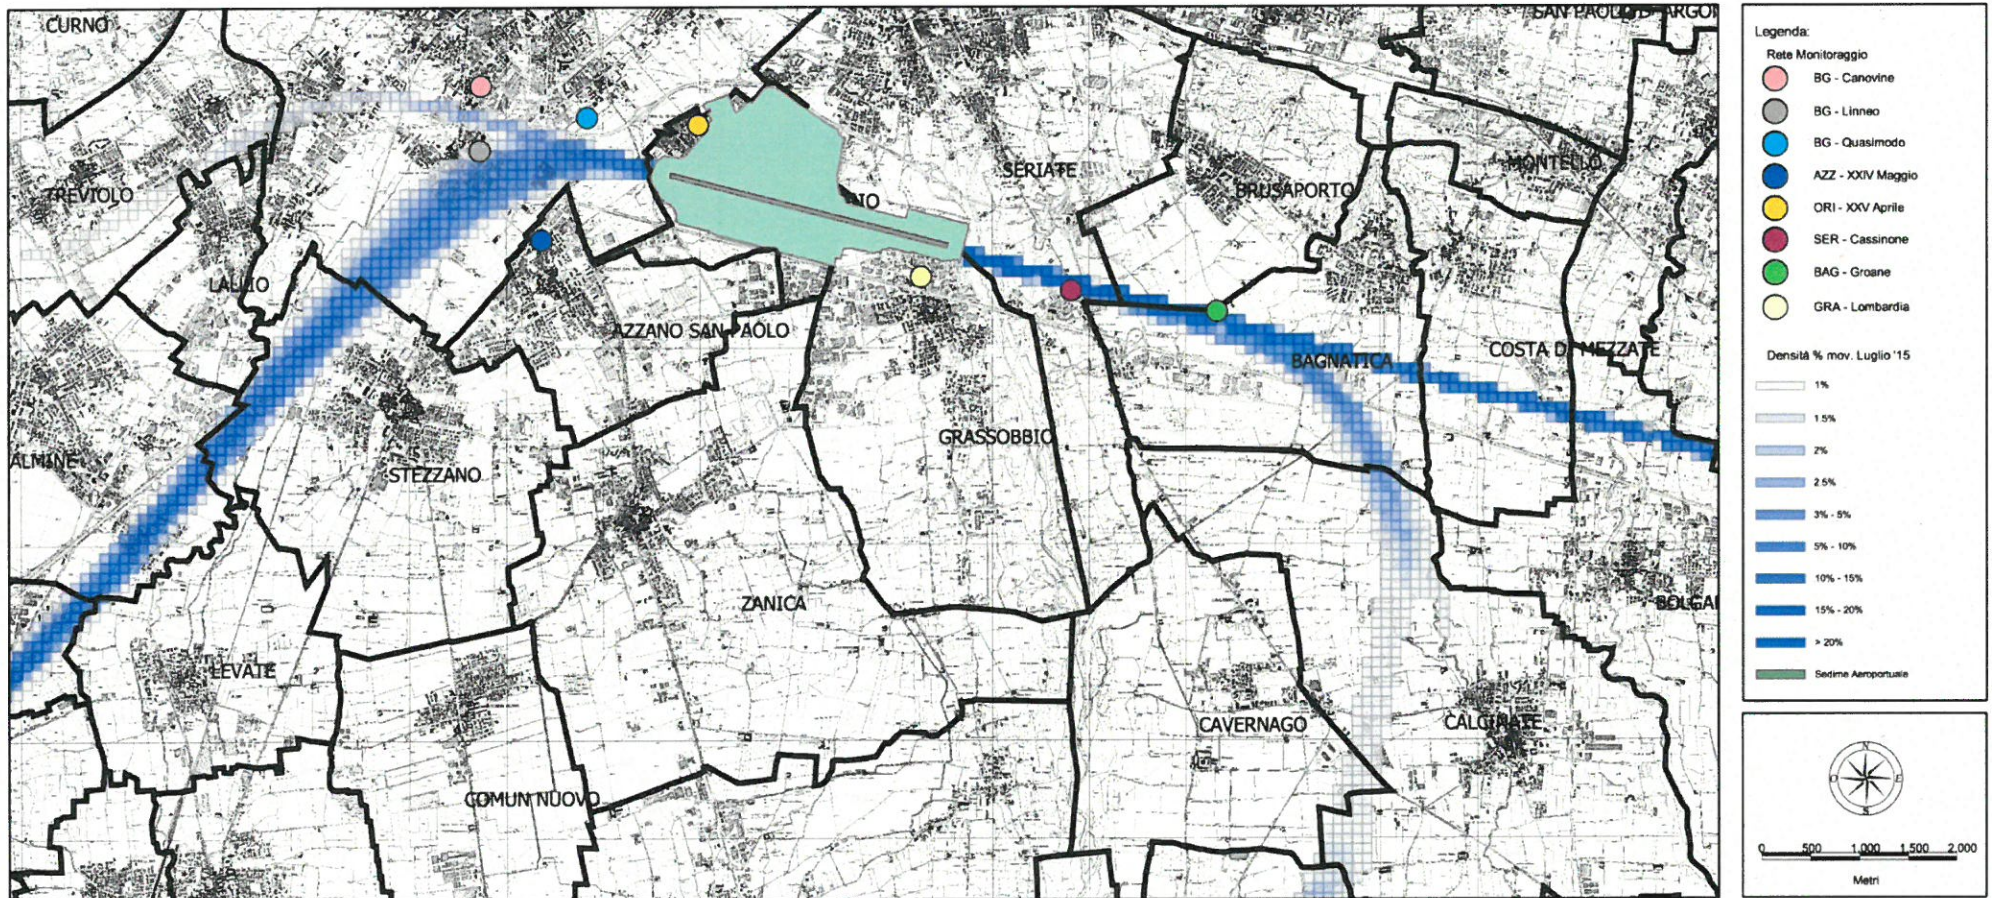 CURNO
SAN PAOLO D'ARGON
TREVIOLO
SERIATE
BRUSAPORTO
MONTELLO
IO
LALLIO
AZZANO SAN PAOLO
BAGNATICA
COSTA DI MEZZATE
ALMINE
STEZZANO
GRASSOBBIO
ZANICA
BOLGAR
LEVATE
CAVERNAGO
CALCINATE
COMUN NUOVO
Legenda:
Rete Monitoraggio
BG - Canovine
BG - Linneo
BG - Quasimodo
AZZ - XXIV Maggio
ORI - XXV Aprile
SER - Cassinone
BAG - Groane
GRA - Lombardia
Densità % mov. Luglio '15
1%
1.5%
2%
2.5%
3% - 5%
5% - 10%
10% - 15%
15% - 20%
> 20%
Sedime Aeroportuale
N
O E
S
0 500 1.000 1.500 2.000
Metri